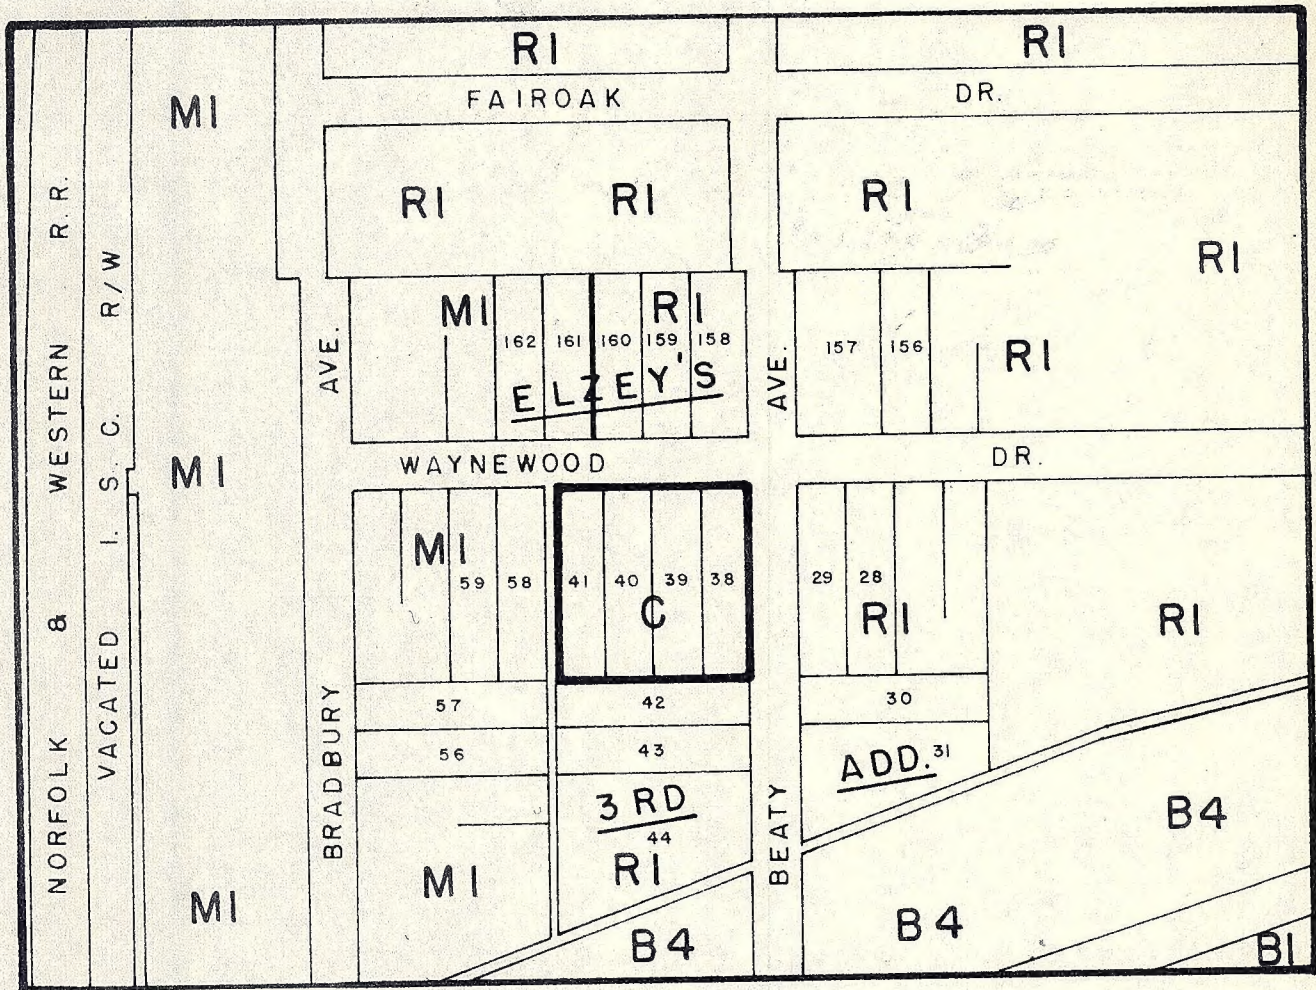 R1 R1
FAIROAK DR.
M1
R1 R1 R1
R1
NORFOLK & WESTERN R. R.
VACATED I. S. C. R/W
M1 R1
162 161 160 159 158
157 156
R1
ELZEY'S
BRADBURY AVE.
BEATY AVE.
WAYNEWOOD DR.
M1
M1
59 58
41 40 39 38
C
29 28
R1 R1
57 42 30
56 43
ADD. 31
3RD
44
M1 R1
B4
M1
B4
B4
B1